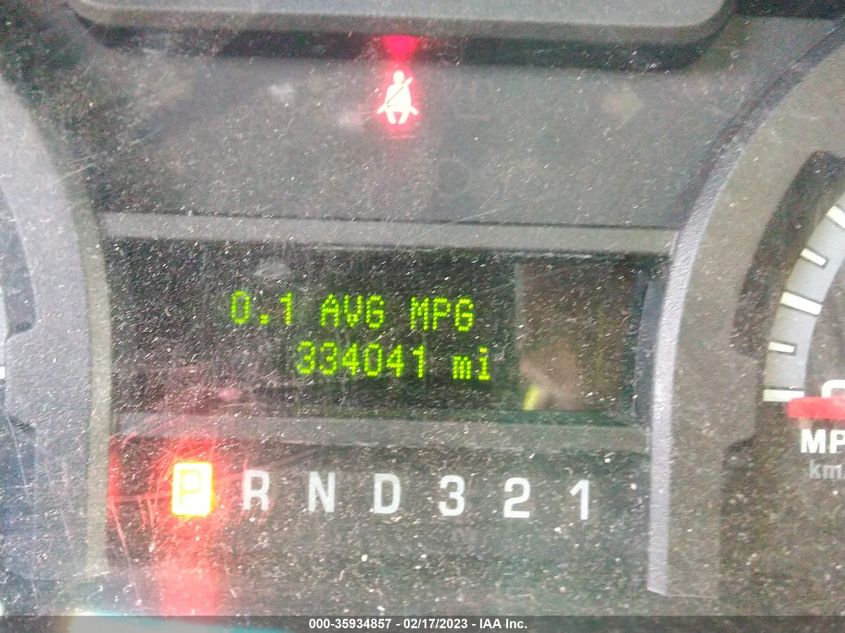 0.1 AVG MPG
334041 mi
P R N D 3 2 1
000-35934857 - 02/17/2023 - IAA Inc.